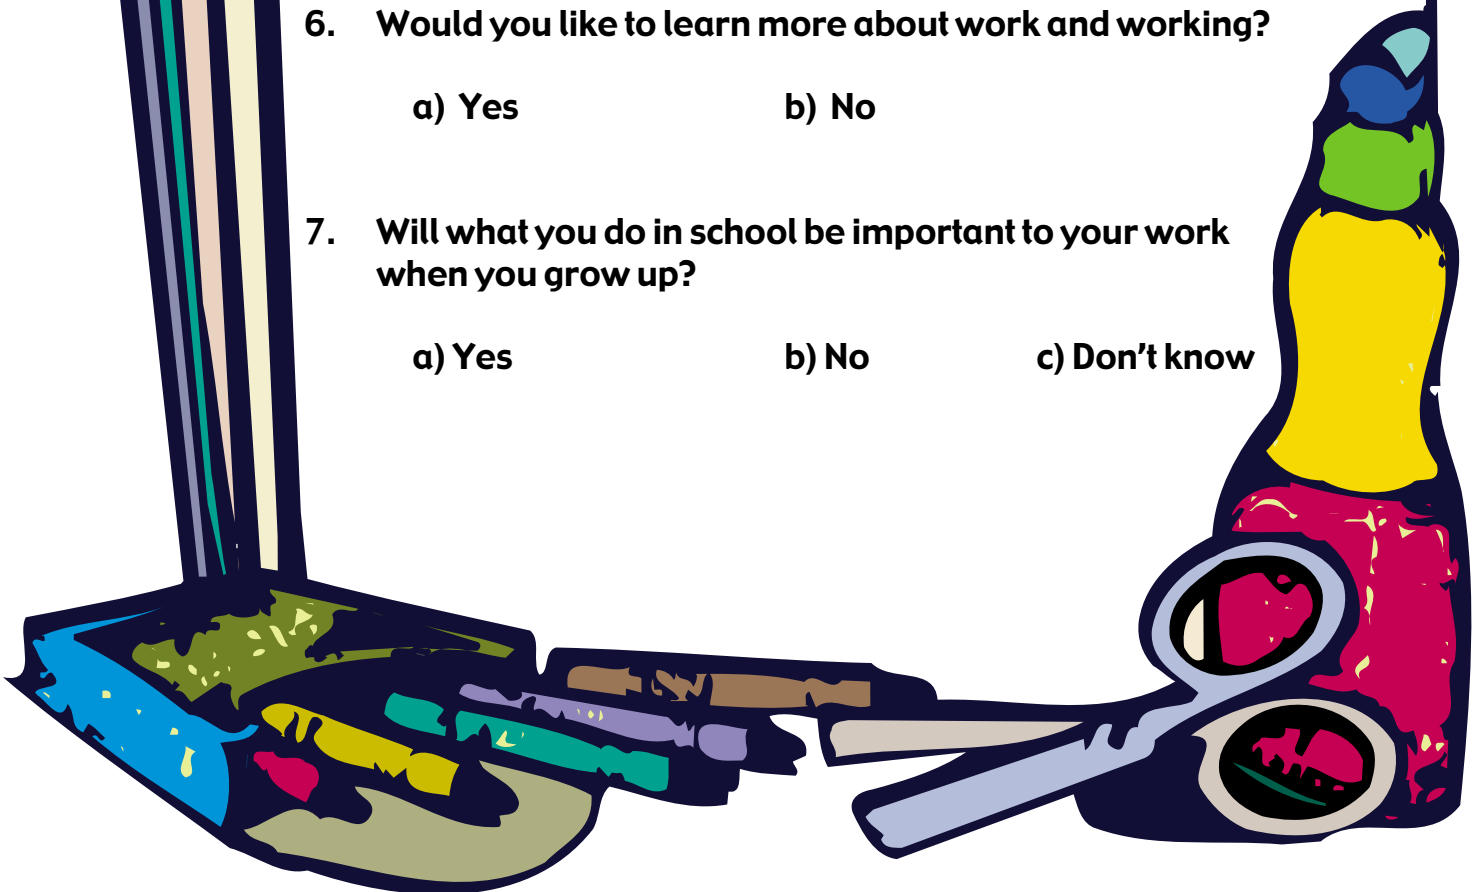 6. Would you like to learn more about work and working?
a) Yes b) No
7. Will what you do in school be important to your work
when you grow up?
a) Yes b) No c) Don't know